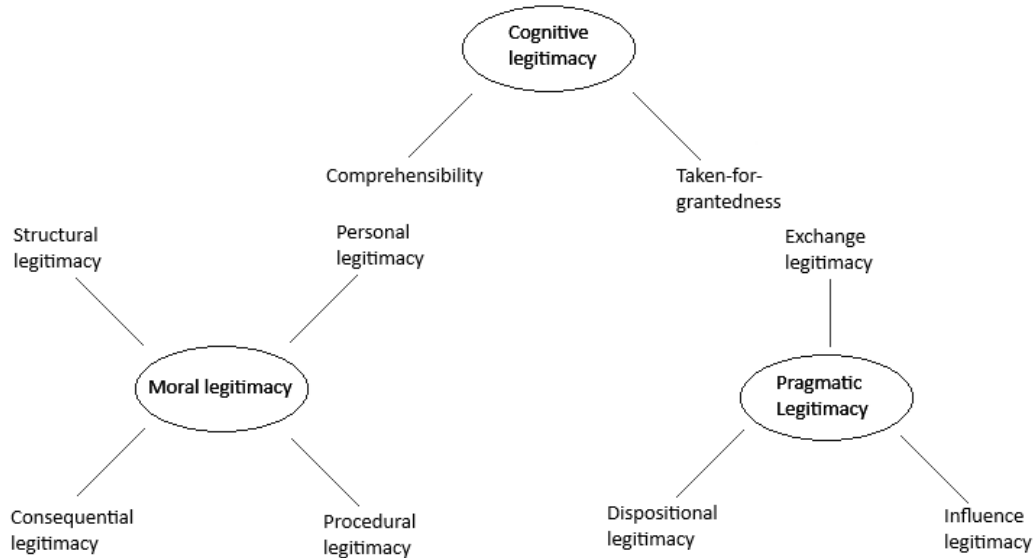 Cognitive
legitimacy
Comprehensibility
Taken-for-
grantedness
Structural
legitimacy
Personal
legitimacy
Exchange
legitimacy
Moral legitimacy
Pragmatic
Legitimacy
Consequential
legitimacy
Procedural
legitimacy
Dispositional
legitimacy
Influence
legitimacy